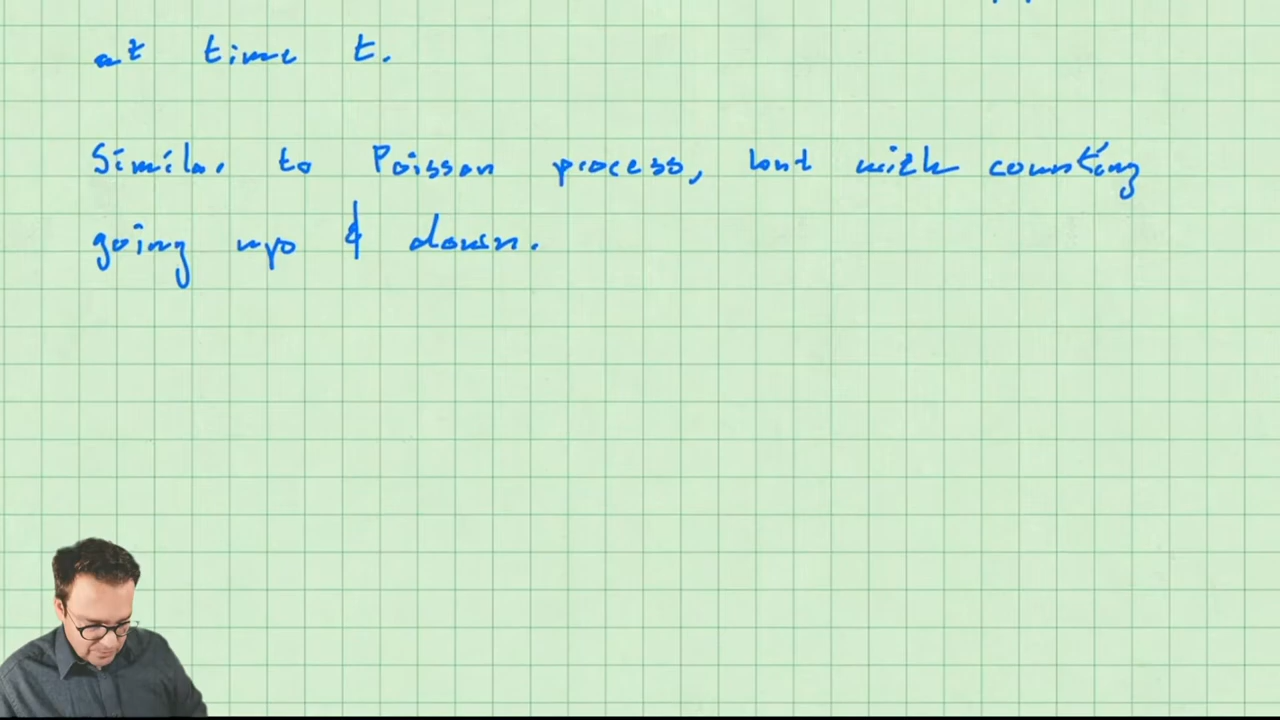 at time t.
Similar to Poisson process, but with counting
going up & down.